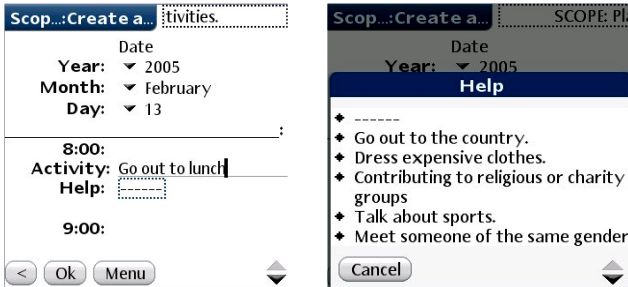 Scop...:Create a... tivities.
Date
Year: 2005
Month: February
Day: 13
:
8:00:
Activity: Go out to lunch
Help: ------
9:00:
< Ok Menu
Scop...:Create a... SCOPE: Pl
Date
Year: 2005
Help
------
Go out to the country.
Dress expensive clothes.
Contributing to religious or charity
groups
Talk about sports.
Meet someone of the same gender
Cancel